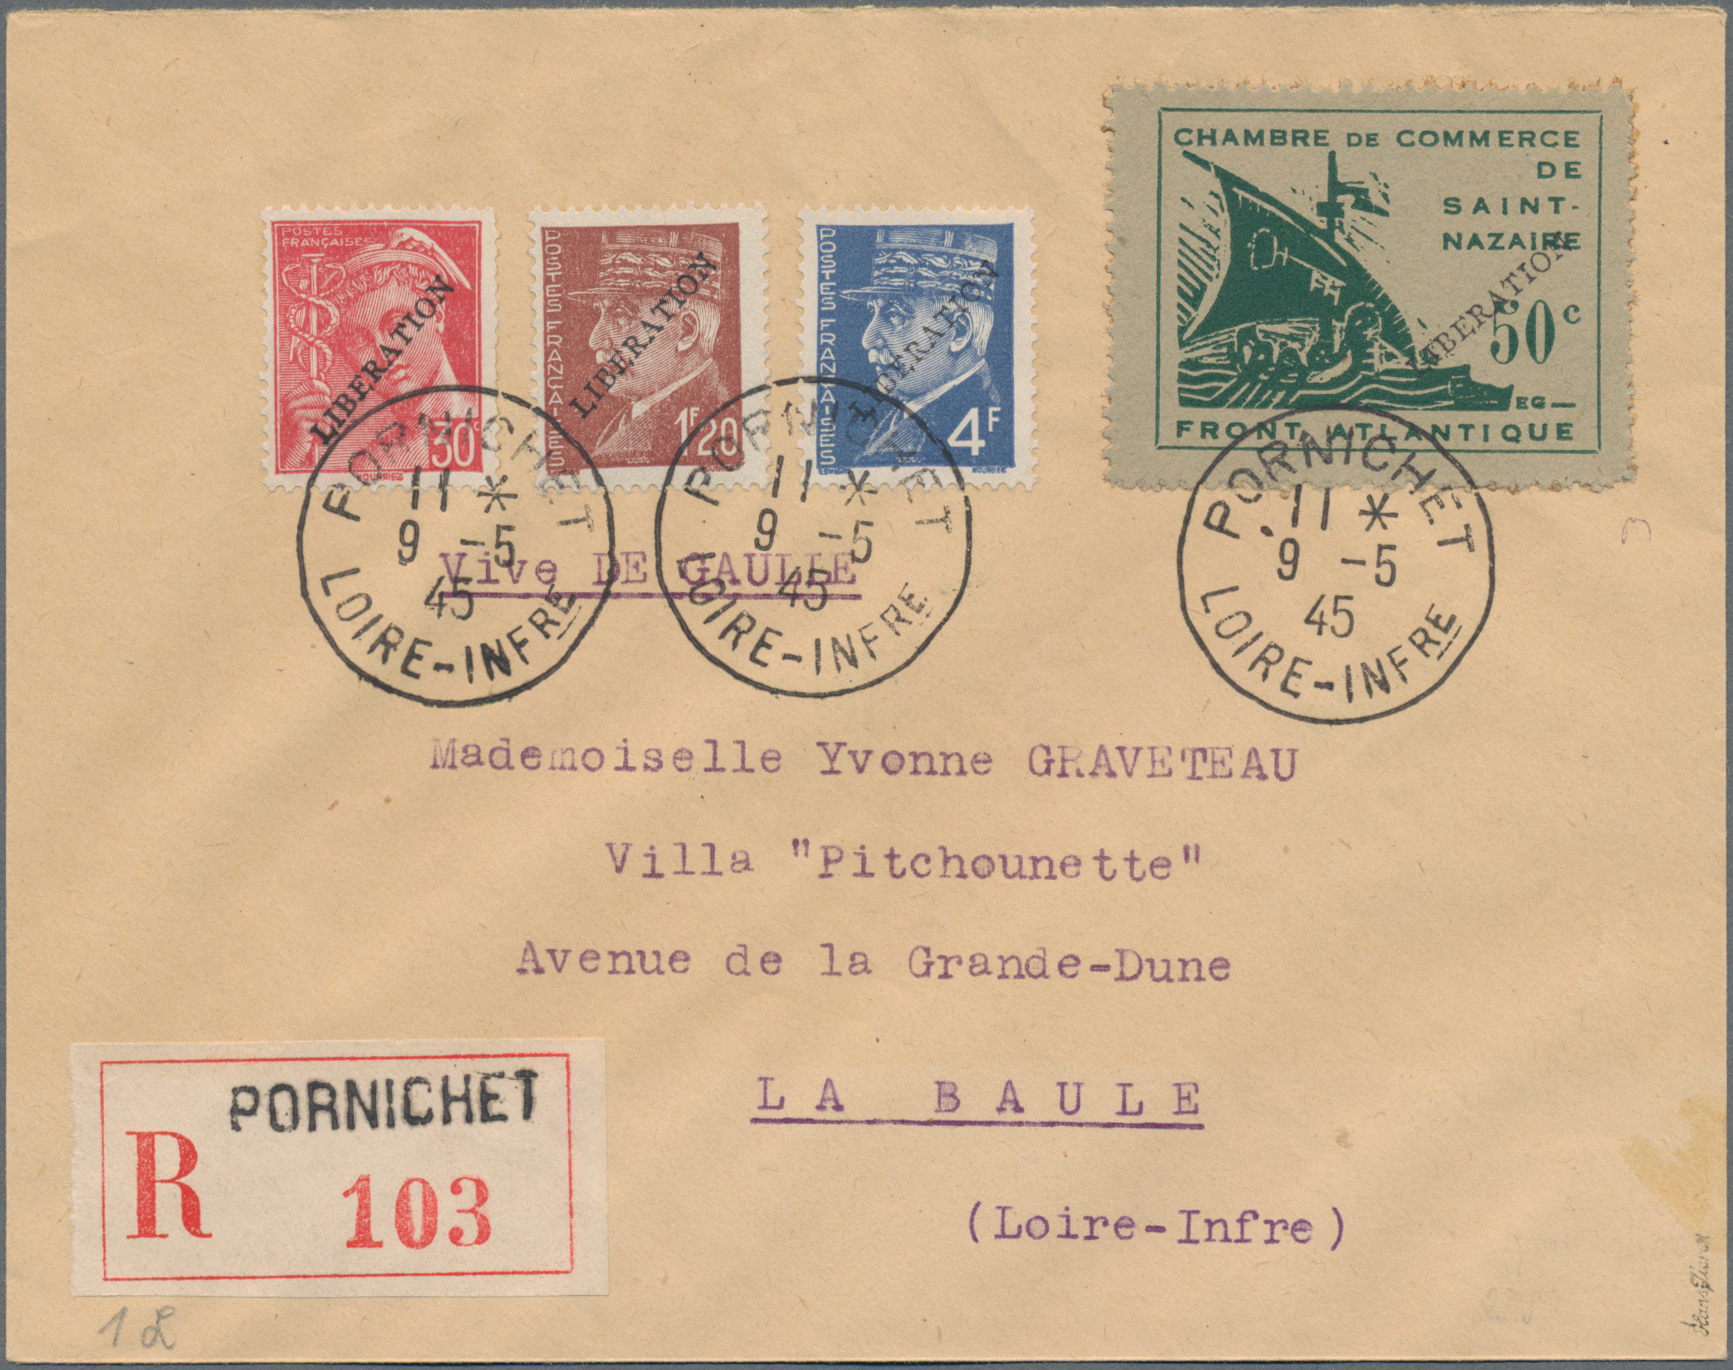 POSTES
FRANÇAISES
LIBERATION
30c
POSTES FRANÇAISES
LIBERATION
1F20
POSTES FRANÇAISES
LIBERATION
4F
CHAMBRE DE COMMERCE
DE
SAINT-
NAZAIRE
LIBERATION
50c
EG
FRONT ATLANTIQUE
PORNICHET
11 *
9 -5
45
LOIRE-INFRE
PORNICHET
11 *
9 -5
45
LOIRE-INFRE
PORNICHET
11 *
9 -5
45
LOIRE-INFRE
Vive DE GAULLE
Mademoiselle Yvonne GRAVETEAU
Villa "Pitchounette"
Avenue de la Grande-Dune
LA BAULE
(Loire-Infre)
PORNICHET
R 103
1